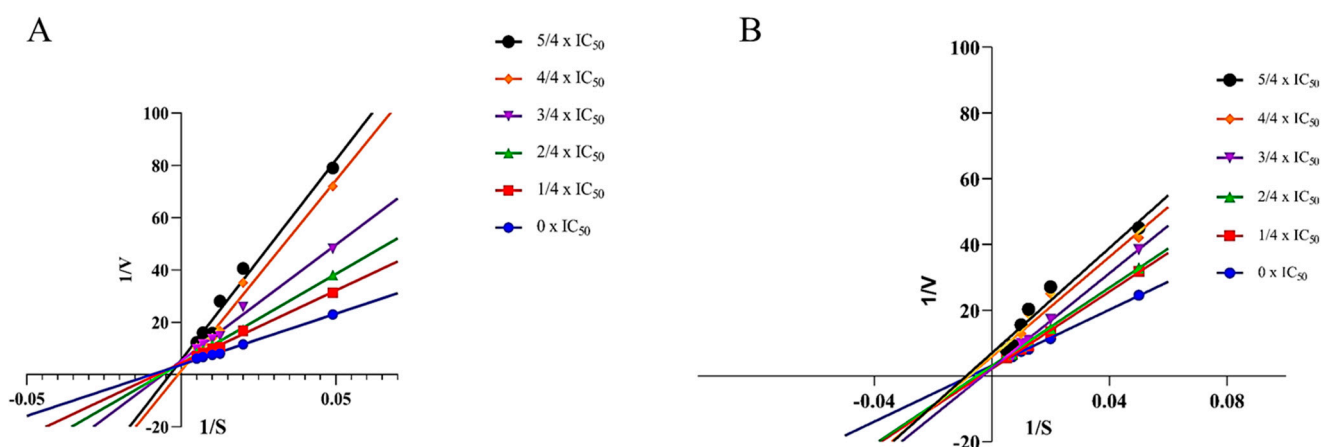 A
5/4 x IC50
4/4 x IC50
3/4 x IC50
2/4 x IC50
1/4 x IC50
0 x IC50
100
80
60
40
20
-20
-0.05
0.05
1/V
1/S
B
5/4 x IC50
4/4 x IC50
3/4 x IC50
2/4 x IC50
1/4 x IC50
0 x IC50
100
80
60
40
20
-20
-0.04
0.04
0.08
1/V
1/S